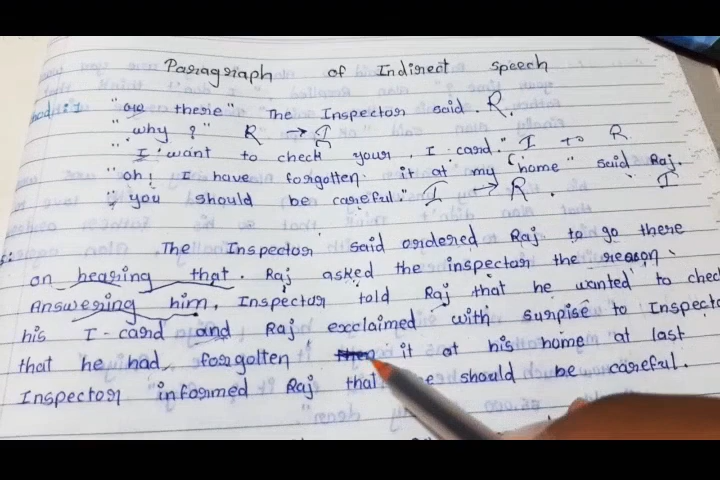 Paragraph of Indirect speech
"Go there" The Inspector said R.
"Why ?" R → I
"I want to check your I card." I to R
"oh! I have forgotten it at my home" said Raj.
"you should be careful." I → R. I
The Inspector said ordered Raj to go there
on hearing that. Raj asked the inspector the reason
Answering him, Inspector told Raj that he wanted to check
his I-card and Raj exclaimed with surpise to Inspecto
that he had forgolten it at his home at last
Inspector informed Raj that he should be careful.